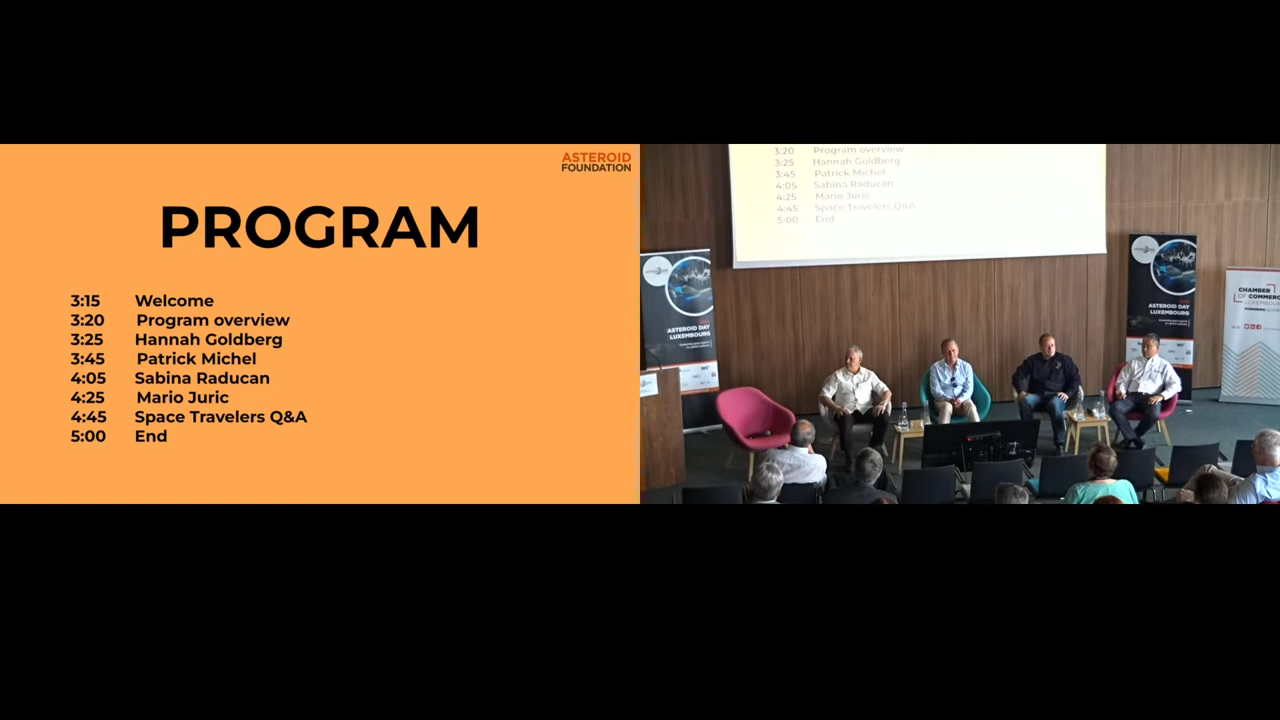 ASTEROID
FOUNDATION
PROGRAM
3:15 Welcome
3:20 Program overview
3:25 Hannah Goldberg
3:45 Patrick Michel
4:05 Sabina Raducan
4:25 Mario Juric
4:45 Space Travelers Q&A
5:00 End
3:20 Program overview
3:25 Hannah Goldberg
3:45 Patrick Michel
4:05 Sabina Raducan
4:25 Mario Juric
4:45 Space Travelers Q&A
5:00 End
ASTEROID DAY
LUXEMBOURG
ASTEROID DAY
LUXEMBOURG
CHAMBER
OF COMMERCE
LUXEMBOURG
POWERING